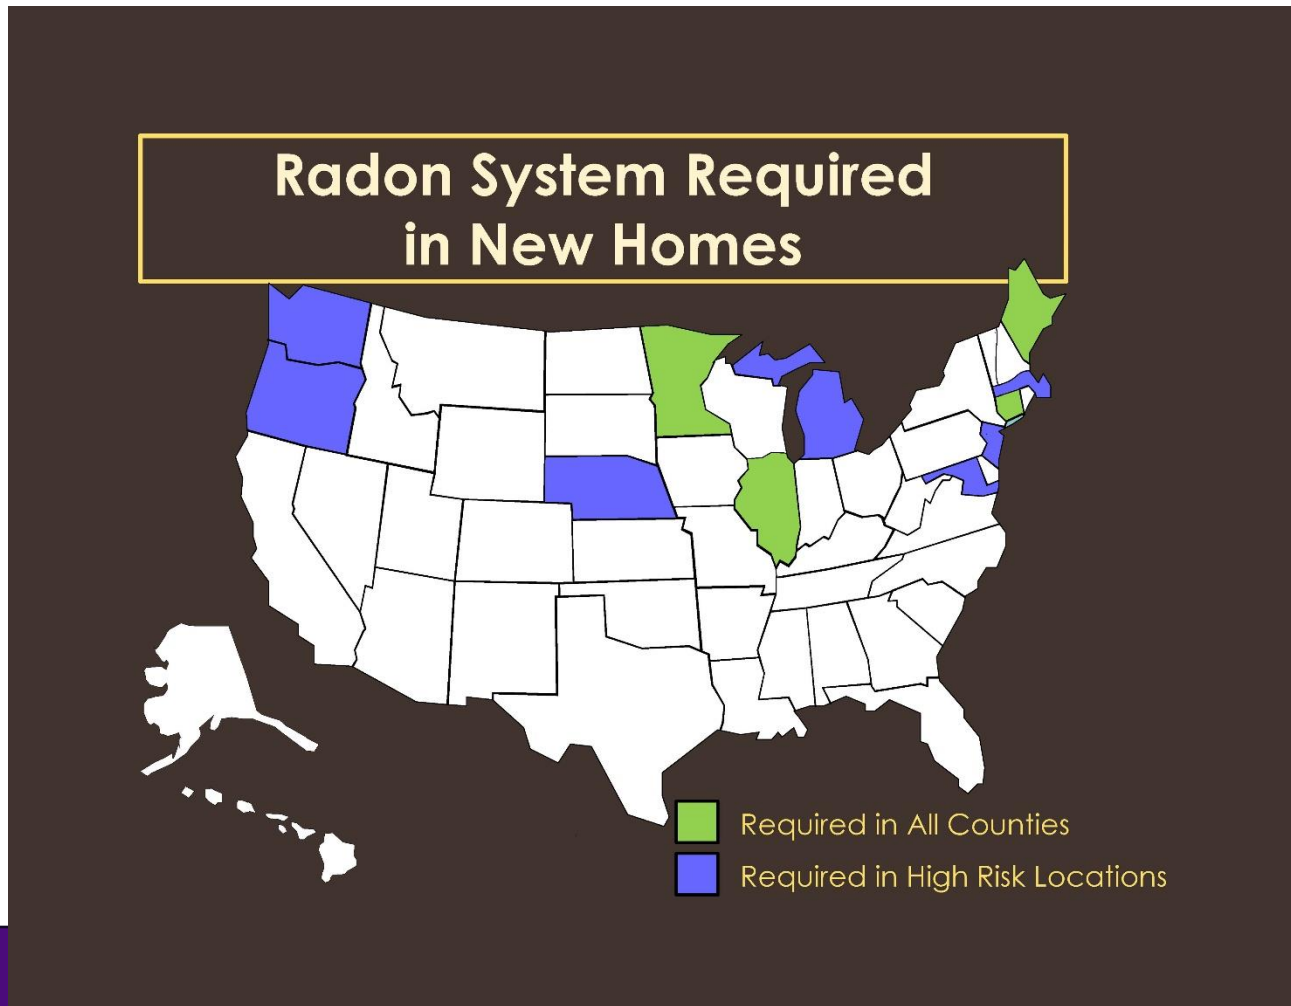 Radon System Required
in New Homes
Required in All Counties
Required in High Risk Locations